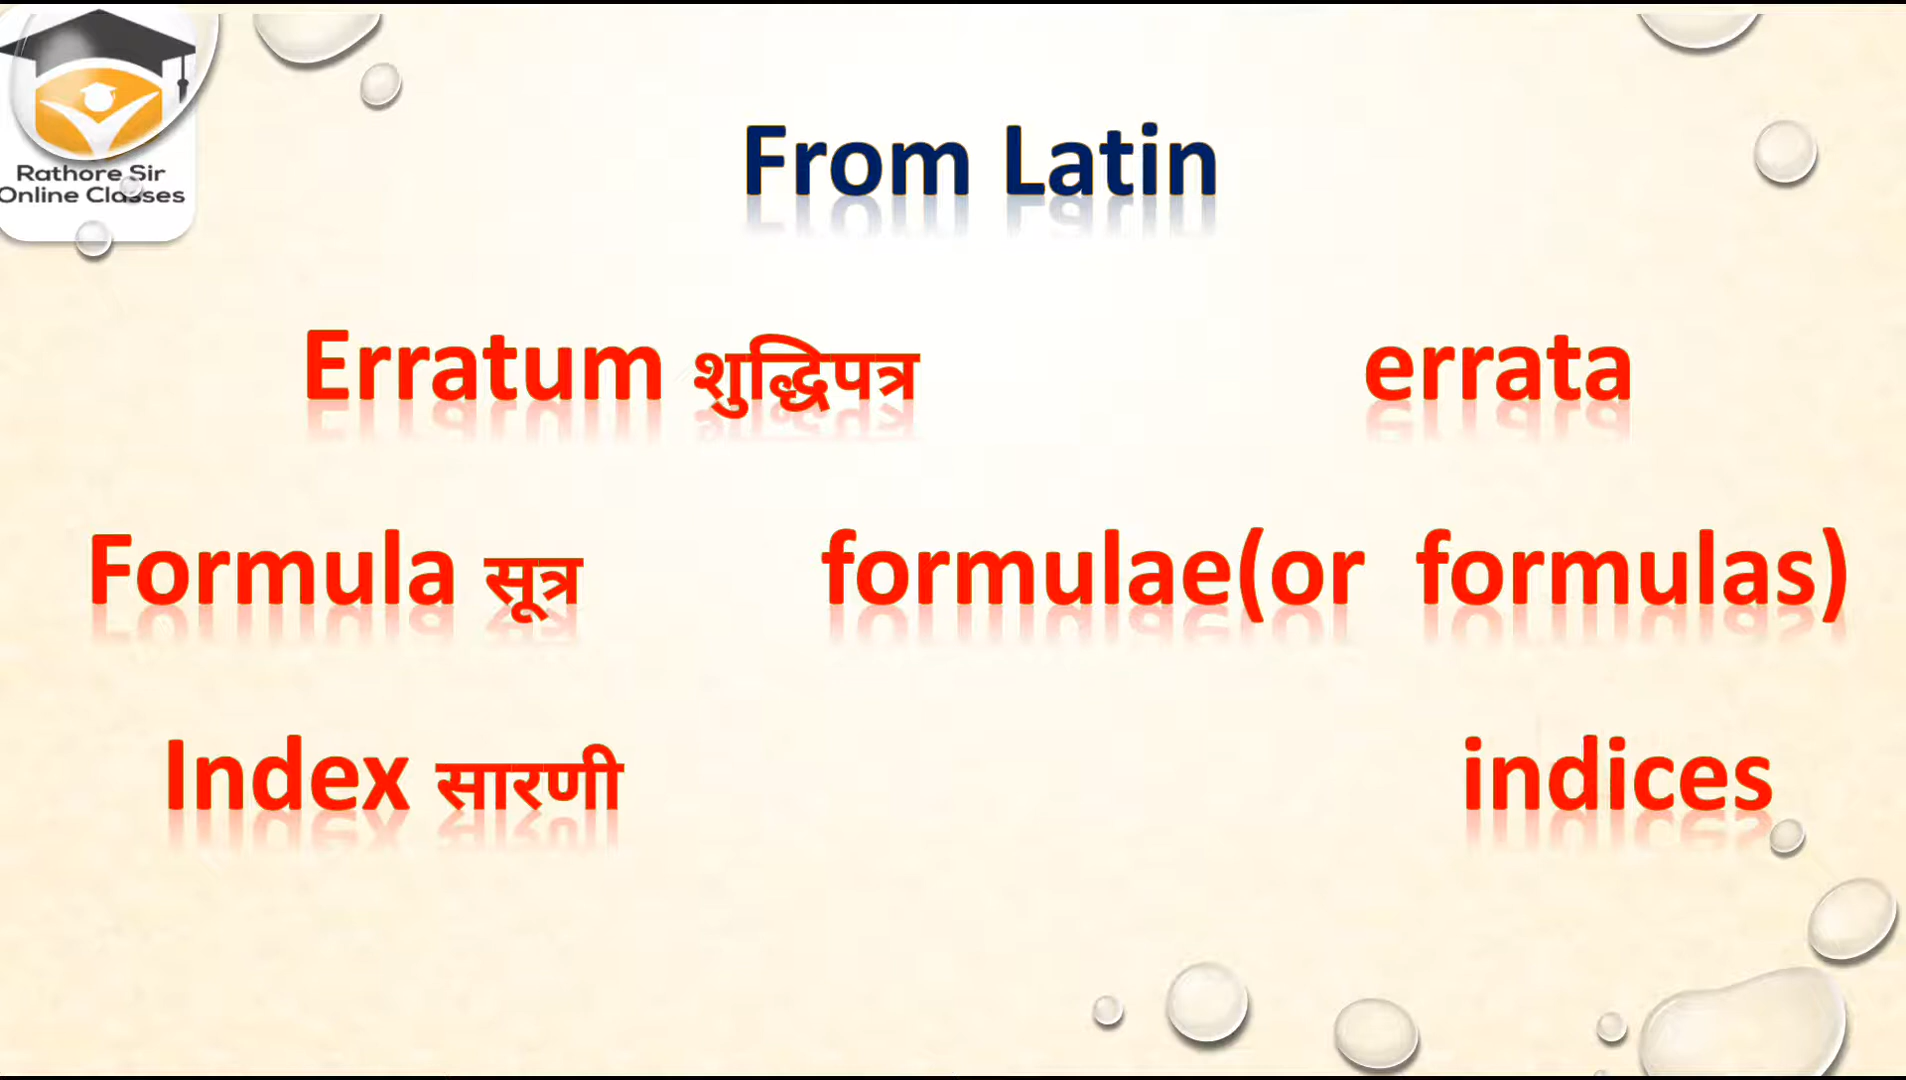 Rathore Sir
Online Classes
From Latin
Erratum शुद्धिपत्र errata
Formula सूत्र formulae(or formulas)
Index सारणी indices